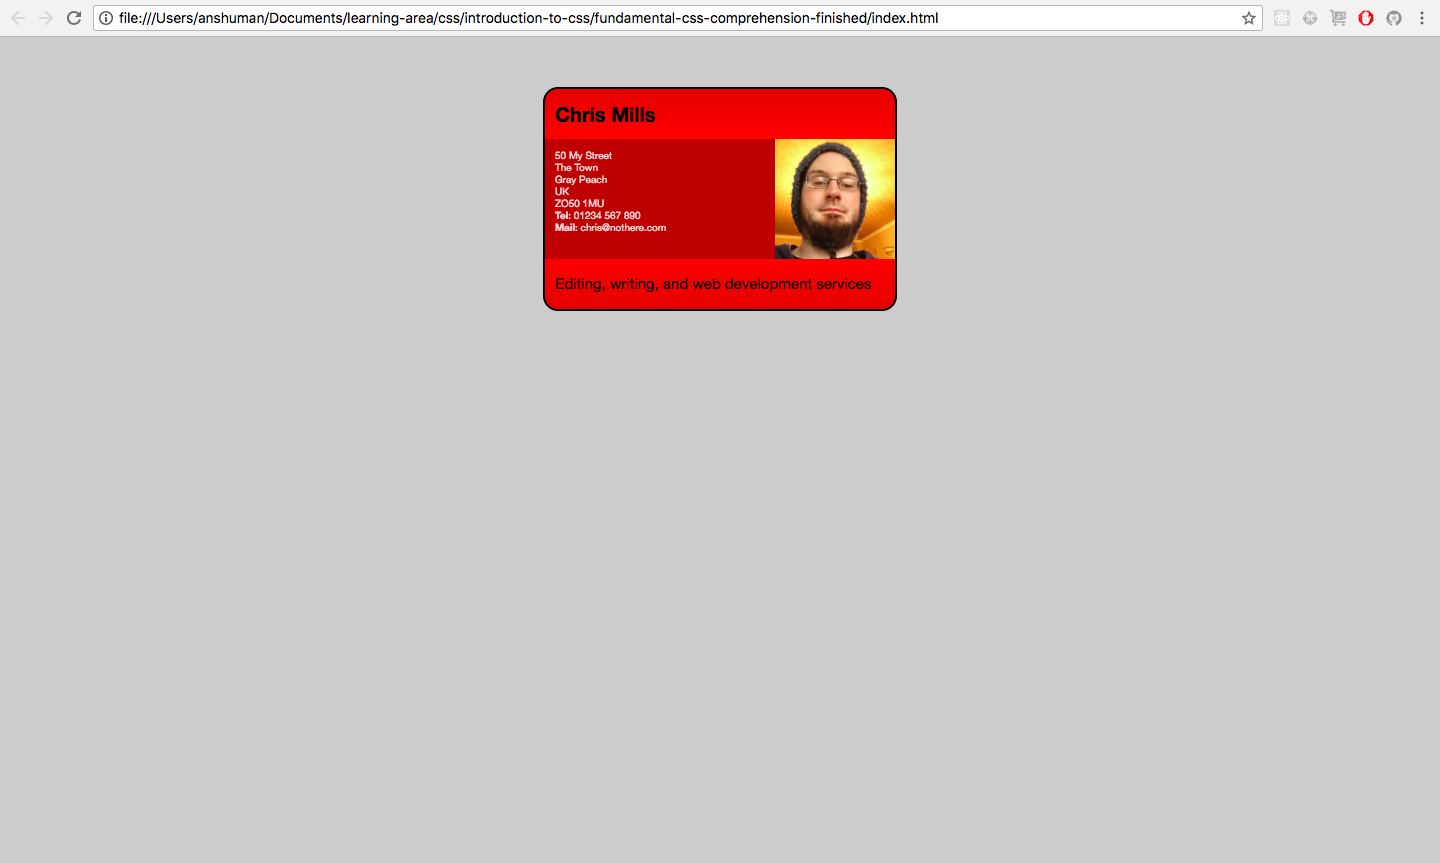 file:///Users/anshuman/Documents/learning-area/css/introduction-to-css/fundamental-css-comprehension-finished/index.html
Chris Mills
50 My Street
The Town
Gray Peach
UK
ZO50 1MU
Tel: 01234 567 890
Mail: chris@nothere.com
Editing, writing, and web development services